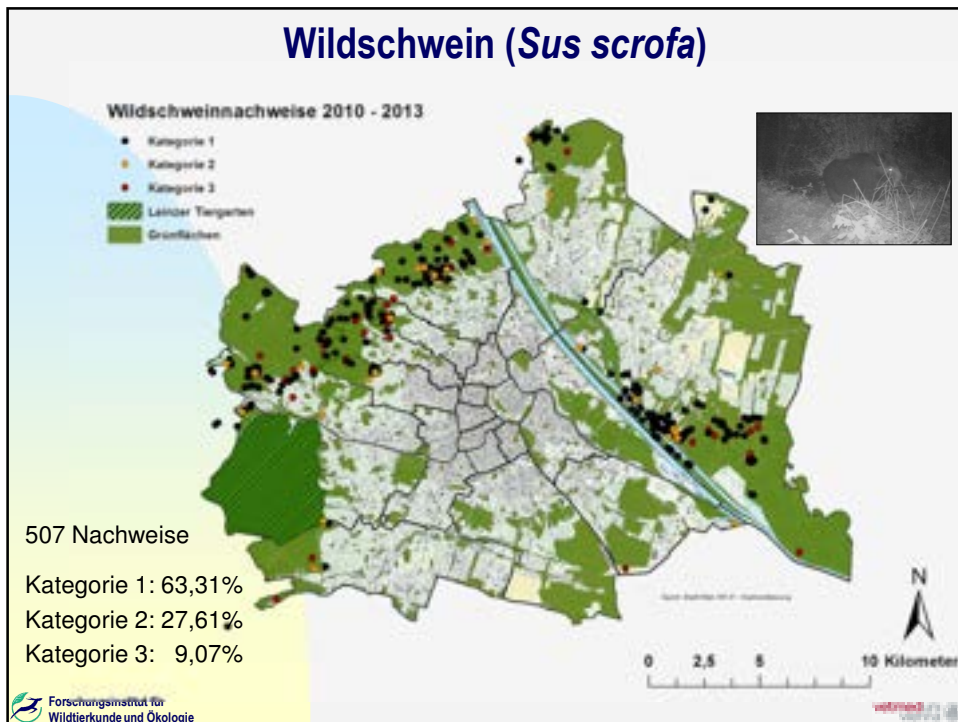 Wildschwein (Sus scrofa)
Wildschweinnachweise 2010 - 2013
Kategorie 1
Kategorie 2
Kategorie 3
Lainzer Tiergarten
Grünflächen
507 Nachweise
Kategorie 1: 63,31%
Kategorie 2: 27,61%
Kategorie 3: 9,07%
N
0 2,5 5 10 Kilometer
Forschungsinstitut für
Wildtierkunde und Ökologie
vetmeduni